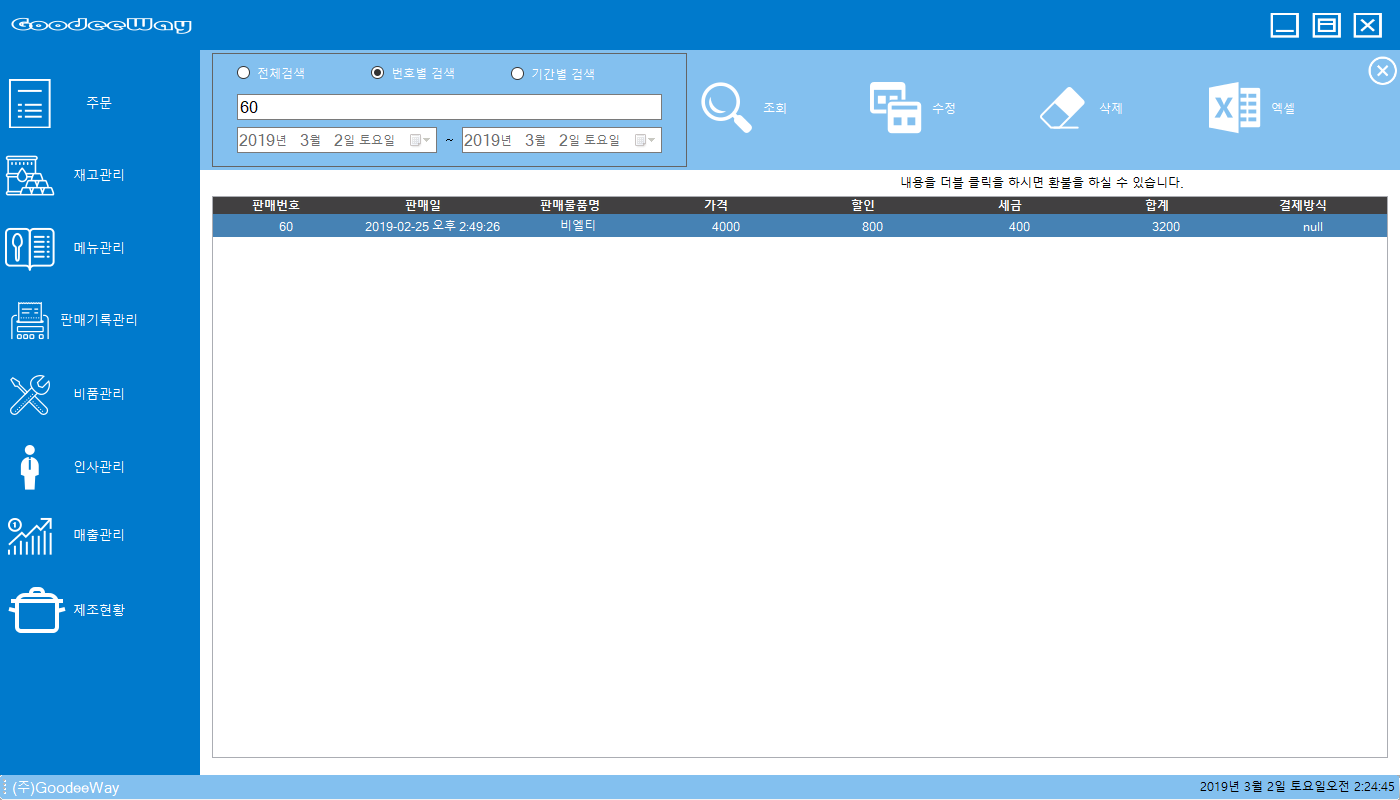 GoodeeWay
주문
재고관리
메뉴관리
판매기록관리
비품관리
인사관리
매출관리
제조현황
전체검색 번호별 검색 기간별 검색
60
2019년 3월 2일 토요일 ~ 2019년 3월 2일 토요일
조회 수정 삭제 엑셀
내용을 더블 클릭을 하시면 환불을 하실 수 있습니다.
판매번호 판매일 판매물품명 가격 할인 세금 합계 결제방식
60 2019-02-25 오후 2:49:26 비엘티 4000 800 400 3200 null
(주)GoodeeWay 2019년 3월 2일 토요일오전 2:24:45